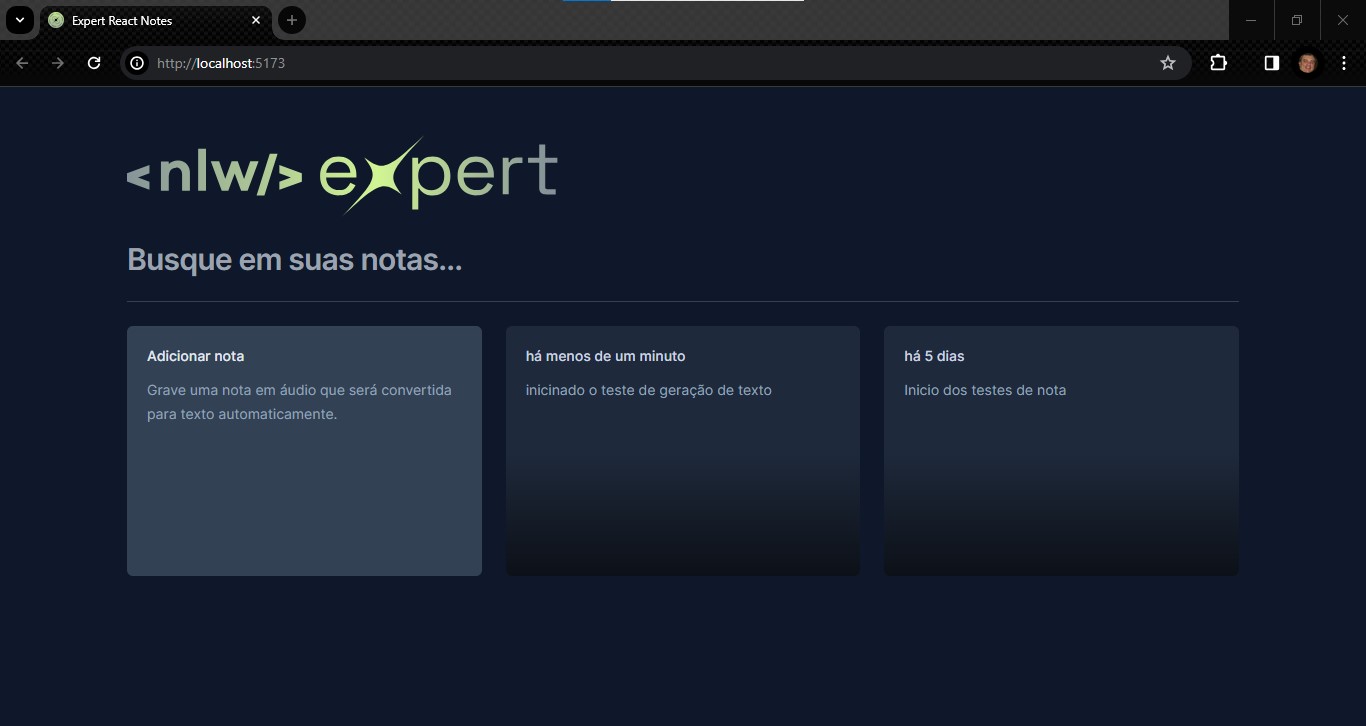 Expert React Notes
http://localhost:5173
<nlw/> expert
Busque em suas notas...
Adicionar nota
Grave uma nota em áudio que será convertida
para texto automaticamente.
há menos de um minuto
inicinado o teste de geração de texto
há 5 dias
Inicio dos testes de nota